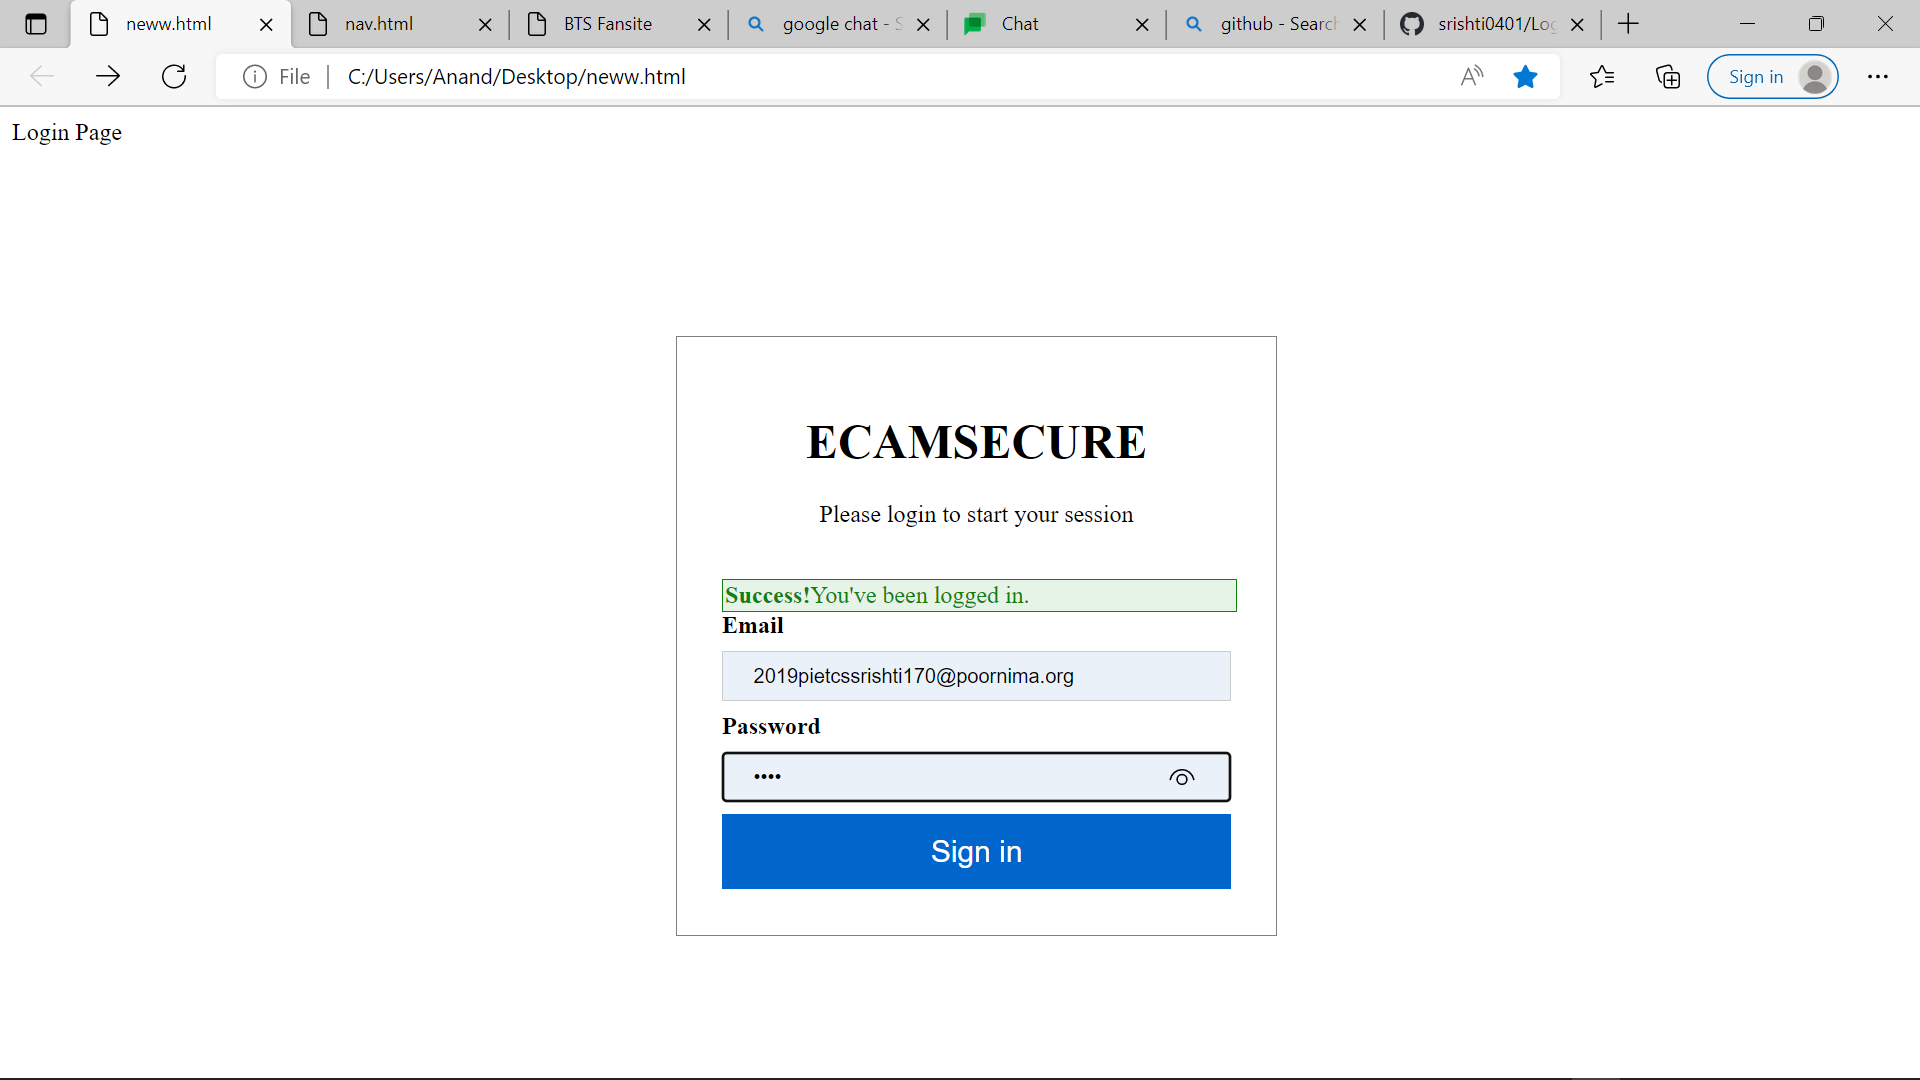 neww.html
nav.html
BTS Fansite
google chat - S
Chat
github - Search
srishti0401/Log
File
C:/Users/Anand/Desktop/neww.html
Sign in
Login Page
ECAMSECURE
Please login to start your session
Success!You've been logged in.
Email
2019pietcssrishti170@poornima.org
Password
••••
Sign in